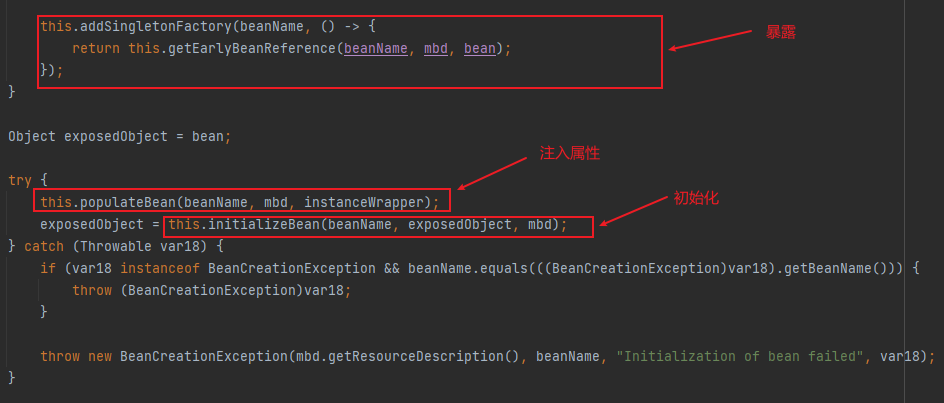 this.addSingletonFactory(beanName, () -> {
暴露
return this.getEarlyBeanReference(beanName, mbd, bean);
});
}
Object exposedObject = bean;
注入属性
try {
this.populateBean(beanName, mbd, instanceWrapper);
初始化
exposedObject = this.initializeBean(beanName, exposedObject, mbd);
} catch (Throwable var18) {
if (var18 instanceof BeanCreationException && beanName.equals(((BeanCreationException)var18).getBeanName())) {
throw (BeanCreationException)var18;
}
throw new BeanCreationException(mbd.getResourceDescription(), beanName, "Initialization of bean failed", var18);
}